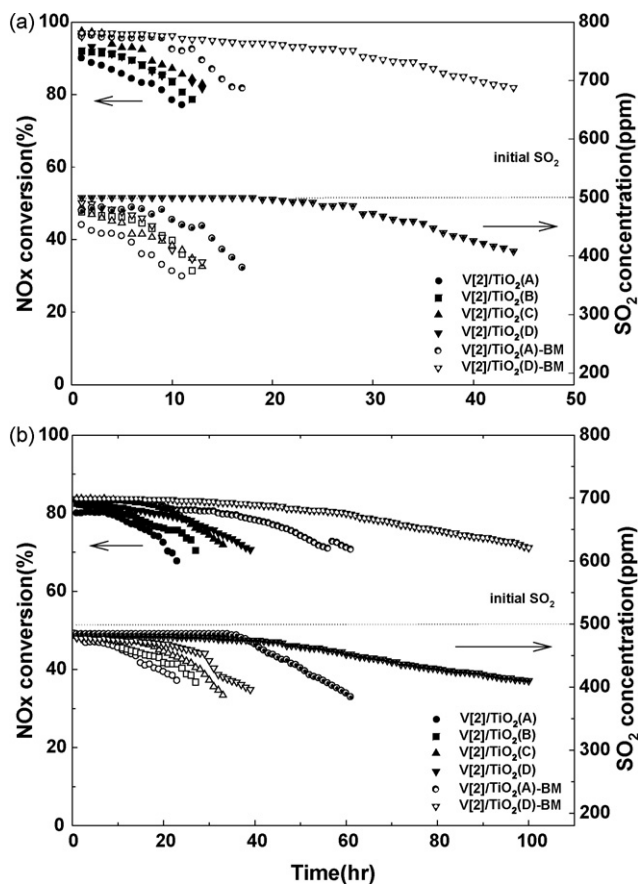 (a)
100
80
60
40
20
0
NOx conversion(%)
800
700
600
500
400
300
200
SO2 concentration(ppm)
initial SO2
V[2]/TiO2(A)
V[2]/TiO2(B)
V[2]/TiO2(C)
V[2]/TiO2(D)
V[2]/TiO2(A)-BM
V[2]/TiO2(D)-BM
0 10 20 30 40 50
(b)
100
80
60
40
20
0
NOx conversion(%)
800
700
600
500
400
300
200
SO2 concentration(ppm)
initial SO2
V[2]/TiO2(A)
V[2]/TiO2(B)
V[2]/TiO2(C)
V[2]/TiO2(D)
V[2]/TiO2(A)-BM
V[2]/TiO2(D)-BM
0 20 40 60 80 100
Time(hr)